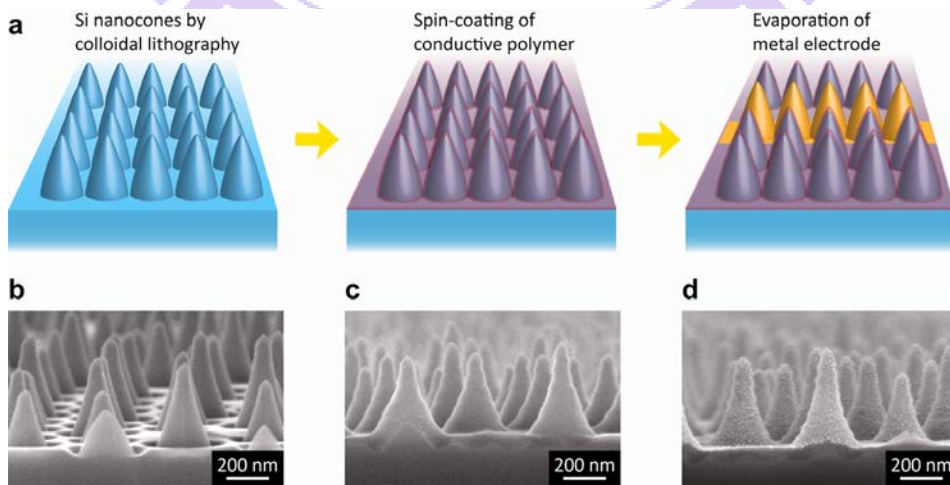 a
Si nanocones by
colloidal lithography
Spin-coating of
conductive polymer
Evaporation of
metal electrode
b
c
d
200 nm
200 nm
200 nm